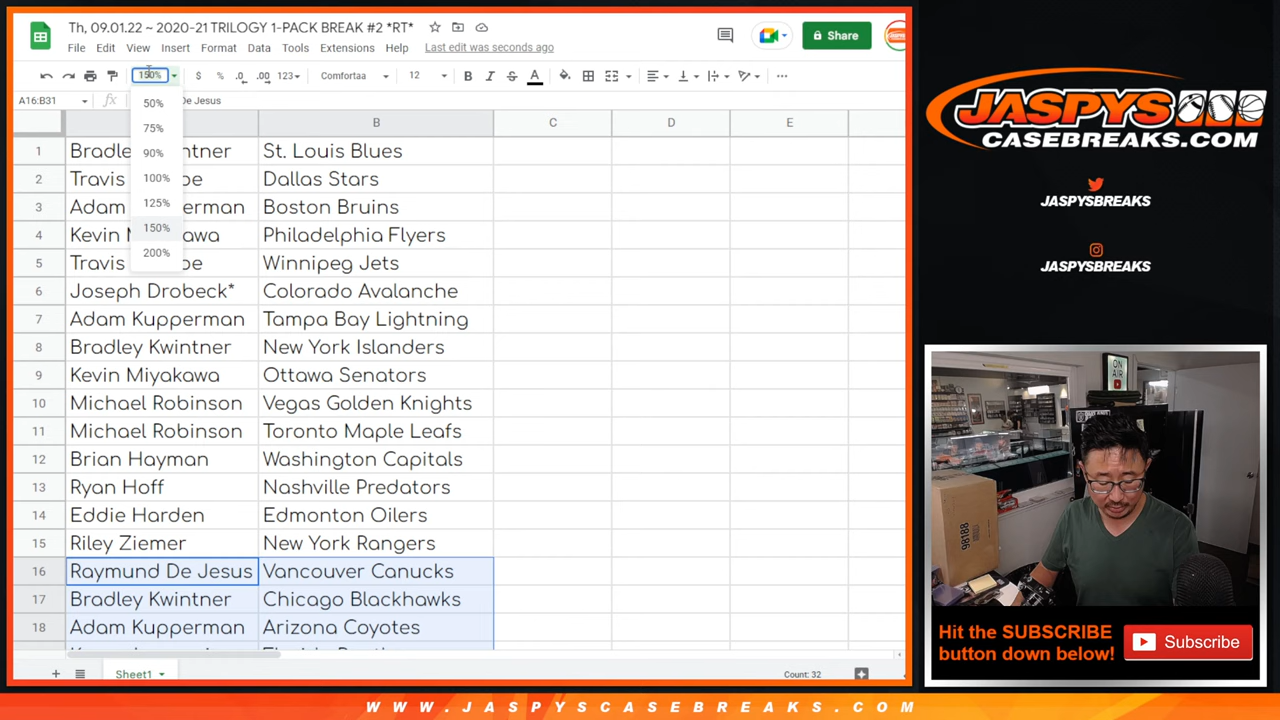 Th, 09.01.22 ~ 2020-21 TRILOGY 1-PACK BREAK #2 *RT*
File Edit View Insert Format Data Tools Extensions Help Last edit was seconds ago
Share
150% $ % .0 .00 123 Comfortaa 12 B I S A
A16:B31 fx De Jesus
50%
75%
90%
100%
125%
150%
200%
B C D E
1 St. Louis Blues
2 Travis Dallas Stars
3 Adam Boston Bruins
4 Kevin Philadelphia Flyers
5 Travis Winnipeg Jets
6 Joseph Drobeck* Colorado Avalanche
7 Adam Kupperman Tampa Bay Lightning
8 Bradley Kwintner New York Islanders
9 Kevin Miyakawa Ottawa Senators
10 Michael Robinson Vegas Golden Knights
11 Michael Robinson Toronto Maple Leafs
12 Brian Hayman Washington Capitals
13 Ryan Hoff Nashville Predators
14 Eddie Harden Edmonton Oilers
15 Riley Ziemer New York Rangers
16 Raymund De Jesus Vancouver Canucks
17 Bradley Kwintner Chicago Blackhawks
18 Adam Kupperman Arizona Coyotes
Sheet1
Count: 32
JASPYS
CASEBREAKS.COM
JASPYSBREAKS
JASPYSBREAKS
ON
AIR
98188
Hit the SUBSCRIBE
button down below!
Subscribe
WWW.JASPYSCASEBREAKS.COM